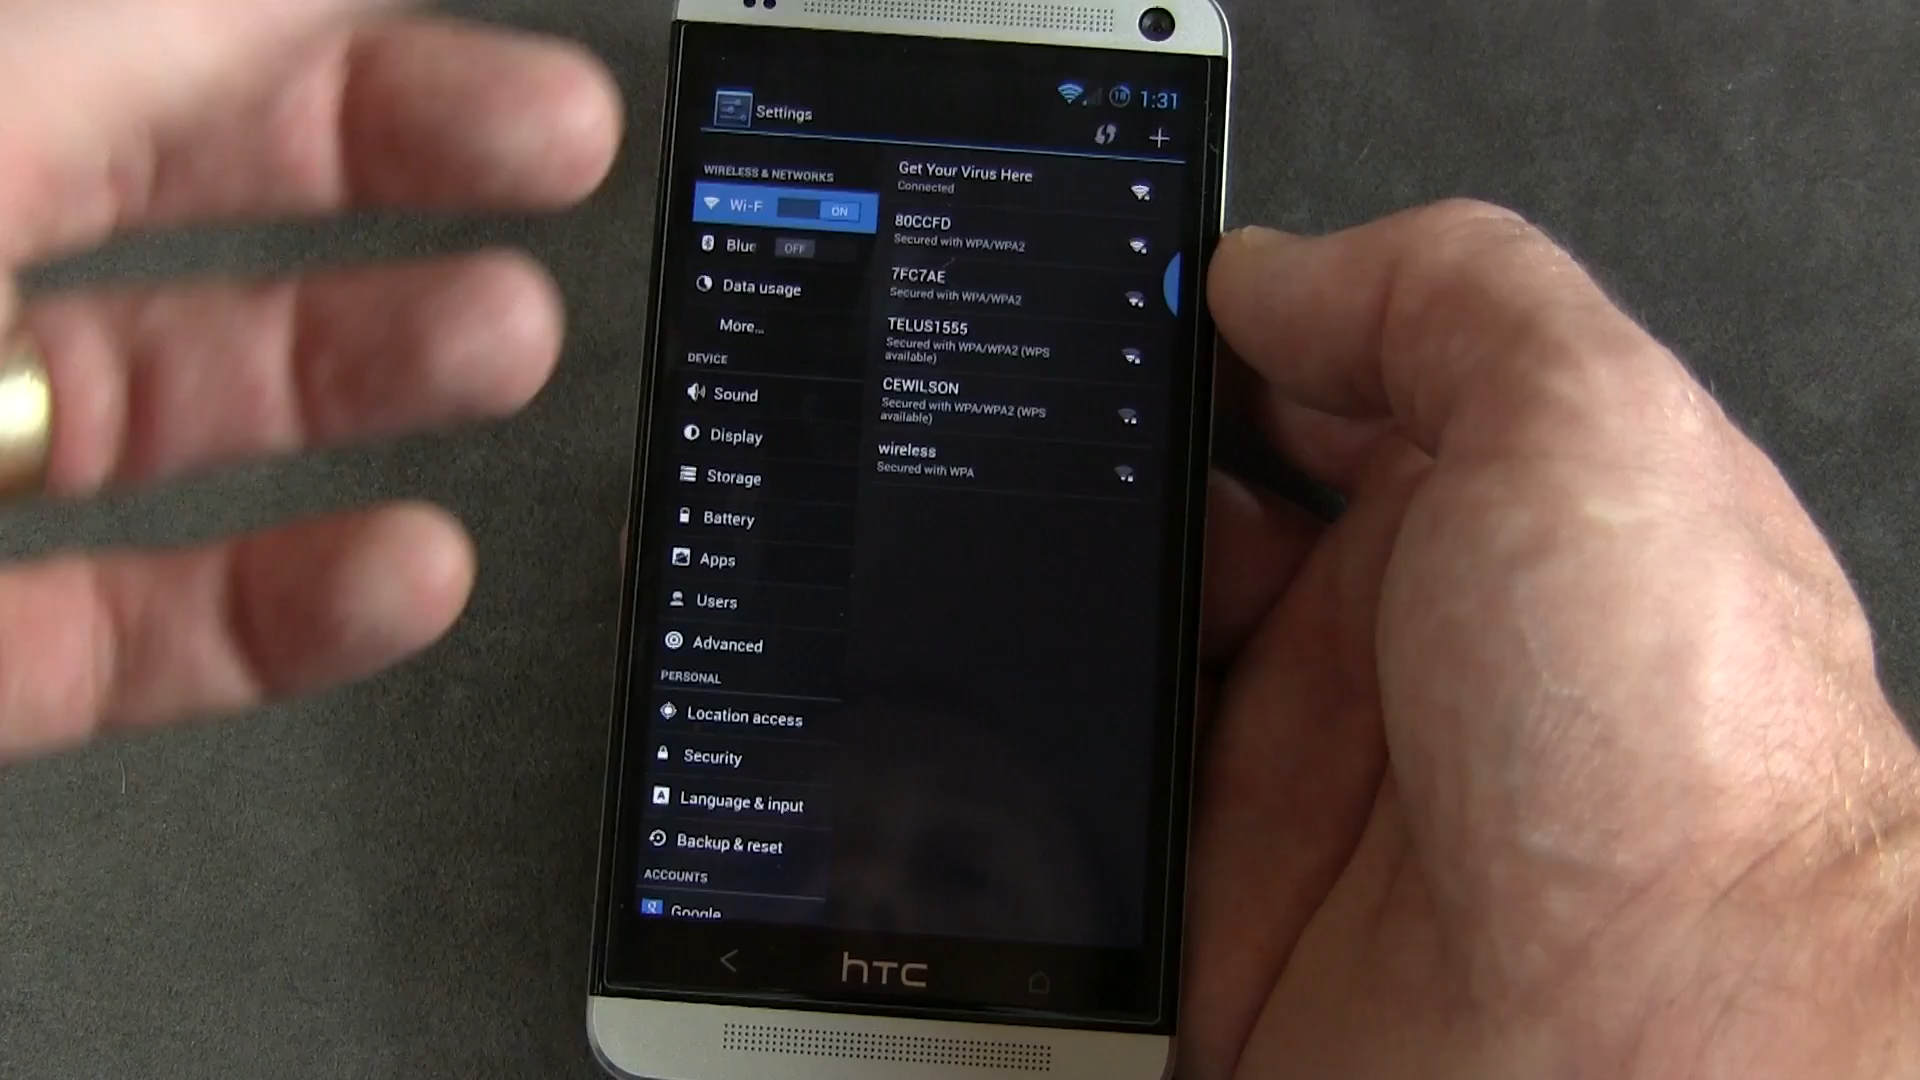 18 1:31
Settings
WIRELESS & NETWORKS
Wi-F ON
Blue OFF
Data usage
More...
DEVICE
Sound
Display
Storage
Battery
Apps
Users
Advanced
PERSONAL
Location access
Security
A Language & input
Backup & reset
ACCOUNTS
g Google
Get Your Virus Here
Connected
80CCFD
Secured with WPA/WPA2
7FC7AE
Secured with WPA/WPA2
TELUS1555
Secured with WPA/WPA2 (WPS
available)
CEWILSON
Secured with WPA/WPA2 (WPS
available)
wireless
Secured with WPA
hTC